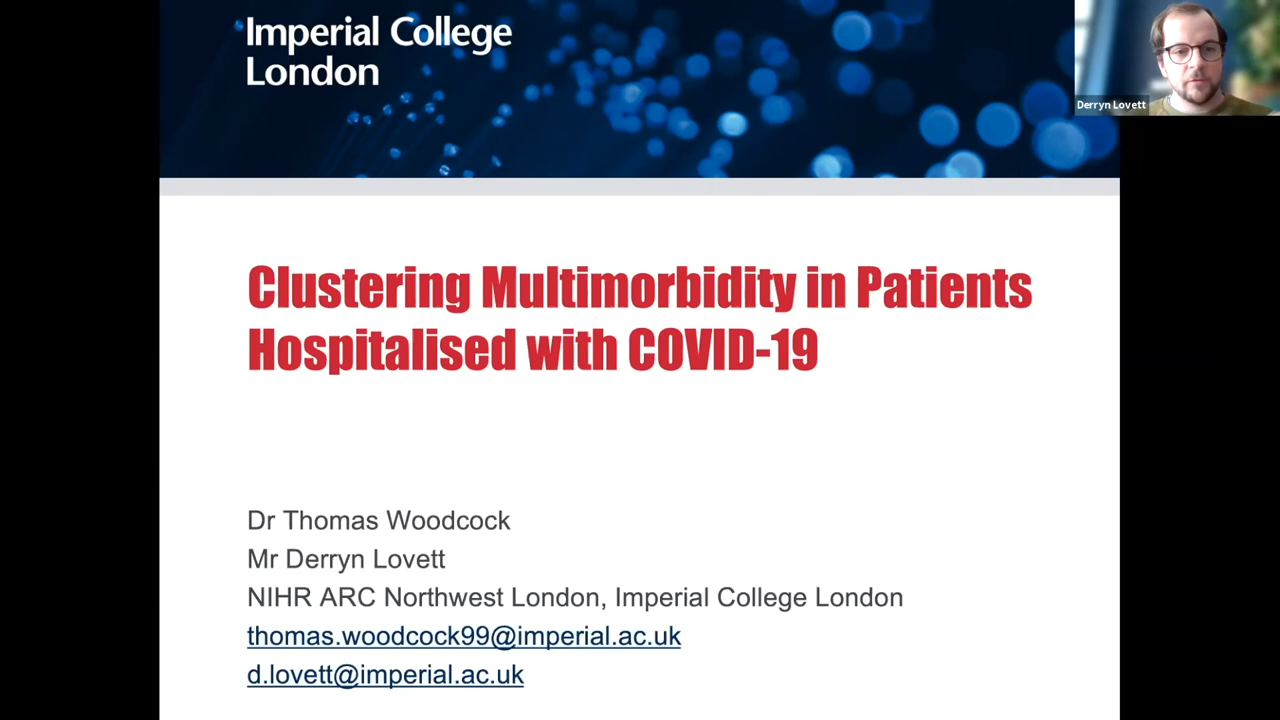 Imperial College
London
Derryn Lovett
Clustering Multimorbidity in Patients
Hospitalised with COVID-19
Dr Thomas Woodcock
Mr Derryn Lovett
NIHR ARC Northwest London, Imperial College London
thomas.woodcock99@imperial.ac.uk
d.lovett@imperial.ac.uk